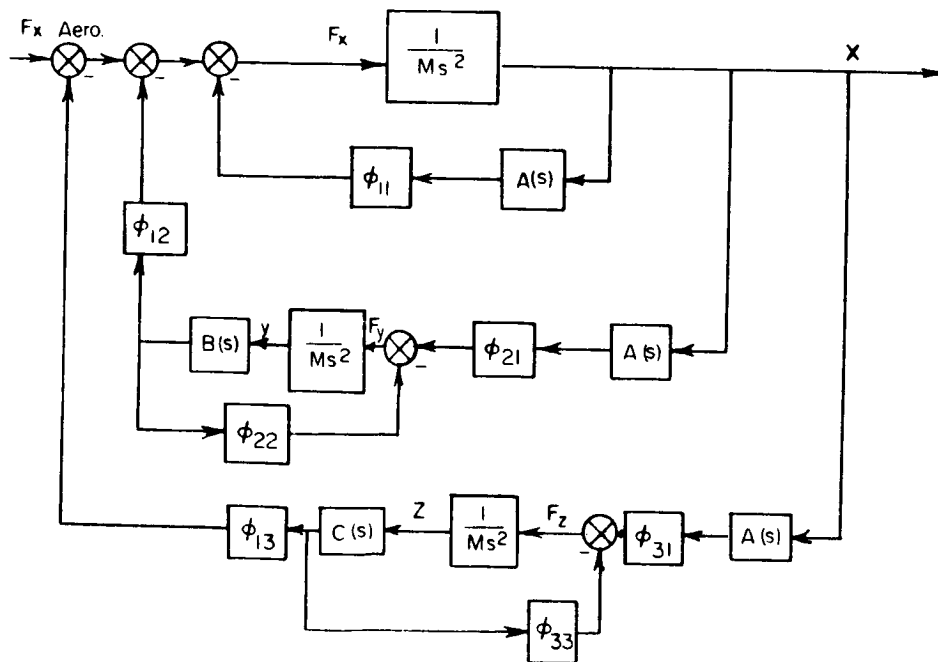 Fx Aero.
Fx
1
Ms²
X
-
-
-
ϕ11
A(s)
ϕ12
B(s)
y
1
Ms²
Fy
-
ϕ21
A(s)
ϕ22
ϕ13
C(s)
Z
1
Ms²
Fz
-
ϕ31
A(s)
ϕ33